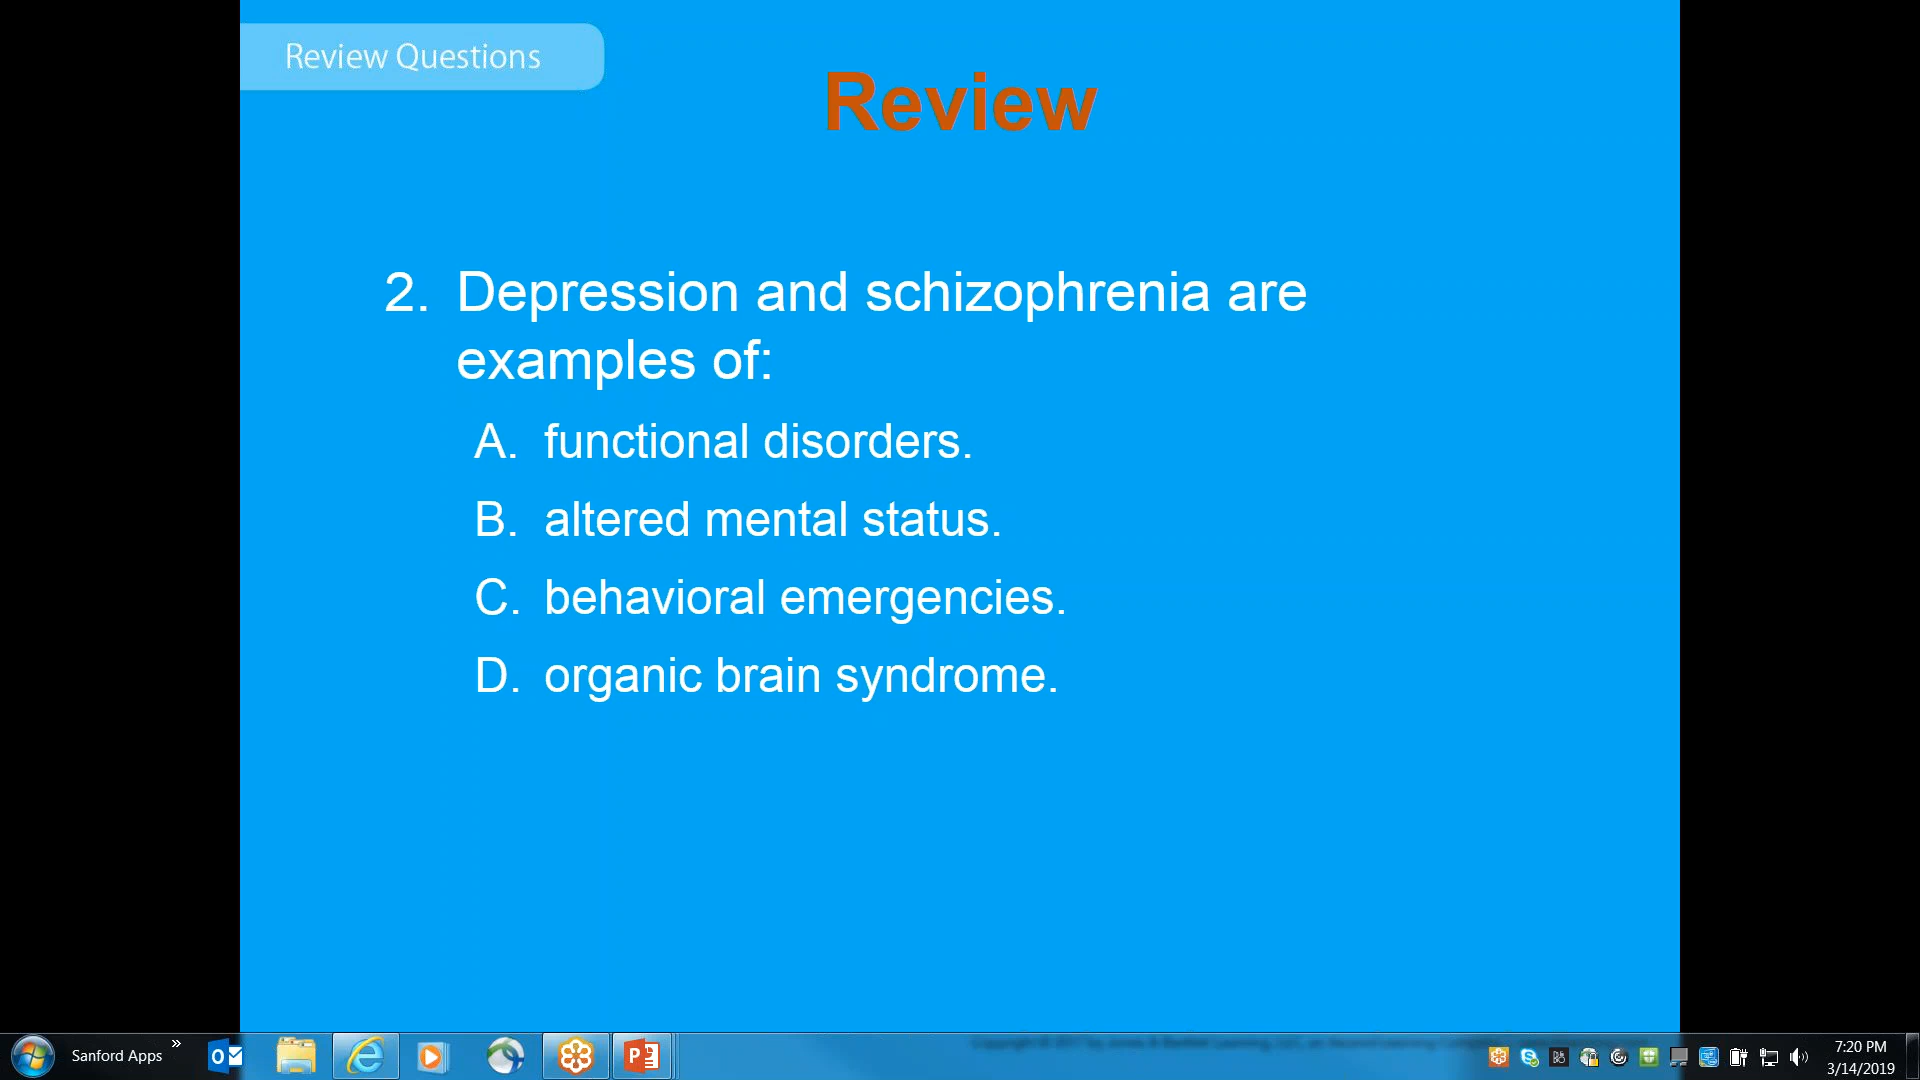 Review Questions
Review
2. Depression and schizophrenia are
examples of:
A. functional disorders.
B. altered mental status.
C. behavioral emergencies.
D. organic brain syndrome.
Sanford Apps »
7:20 PM
3/14/2019